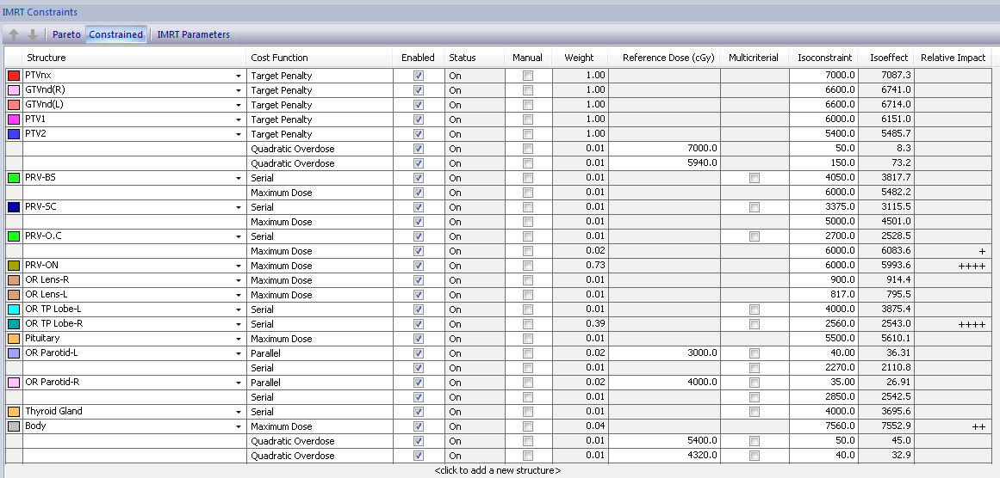 IMRT Constraints
Pareto Constrained IMRT Parameters
Structure Cost Function Enabled Status Manual Weight Reference Dose (cGy) Multicriterial Isoconstraint Isoeffect Relative Impact
PTVnx Target Penalty On 1.00 7000.0 7087.3
GTVnd(R) Target Penalty On 1.00 6600.0 6741.0
GTVnd(L) Target Penalty On 1.00 6600.0 6714.0
PTV1 Target Penalty On 1.00 6000.0 6151.0
PTV2 Target Penalty On 1.00 5400.0 5485.7
Quadratic Overdose On 0.01 7000.0 50.0 8.3
Quadratic Overdose On 0.01 5940.0 150.0 73.2
PRV-BS Serial On 0.01 4050.0 3817.7
Maximum Dose On 0.01 6000.0 5482.2
PRV-SC Serial On 0.01 3375.0 3115.5
Maximum Dose On 0.01 5000.0 4501.0
PRV-O.C Serial On 0.01 2700.0 2528.5
Maximum Dose On 0.02 6000.0 6083.6 +
PRV-ON Maximum Dose On 0.73 6000.0 5993.6 ++++
OR Lens-R Maximum Dose On 0.01 900.0 914.4
OR Lens-L Maximum Dose On 0.01 817.0 795.5
OR TP Lobe-L Serial On 0.01 4000.0 3875.4
OR TP Lobe-R Serial On 0.39 2560.0 2543.0 ++++
Pituitary Maximum Dose On 0.01 5500.0 5610.1
OR Parotid-L Parallel On 0.02 3000.0 40.00 36.31
Serial On 0.01 2270.0 2110.8
OR Parotid-R Parallel On 0.02 4000.0 35.00 26.91
Serial On 0.01 2850.0 2542.5
Thyroid Gland Serial On 0.01 4000.0 3695.6
Body Maximum Dose On 0.04 7560.0 7552.9 ++
Quadratic Overdose On 0.01 5400.0 50.0 45.0
Quadratic Overdose On 0.01 4320.0 40.0 32.9
<click to add a new structure>